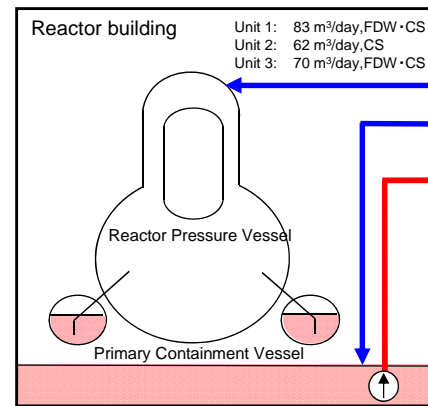 Reactor building
Unit 1: 83 m³/day,FDW・CS
Unit 2: 62 m³/day,CS
Unit 3: 70 m³/day,FDW・CS
Reactor Pressure Vessel
Primary Containment Vessel